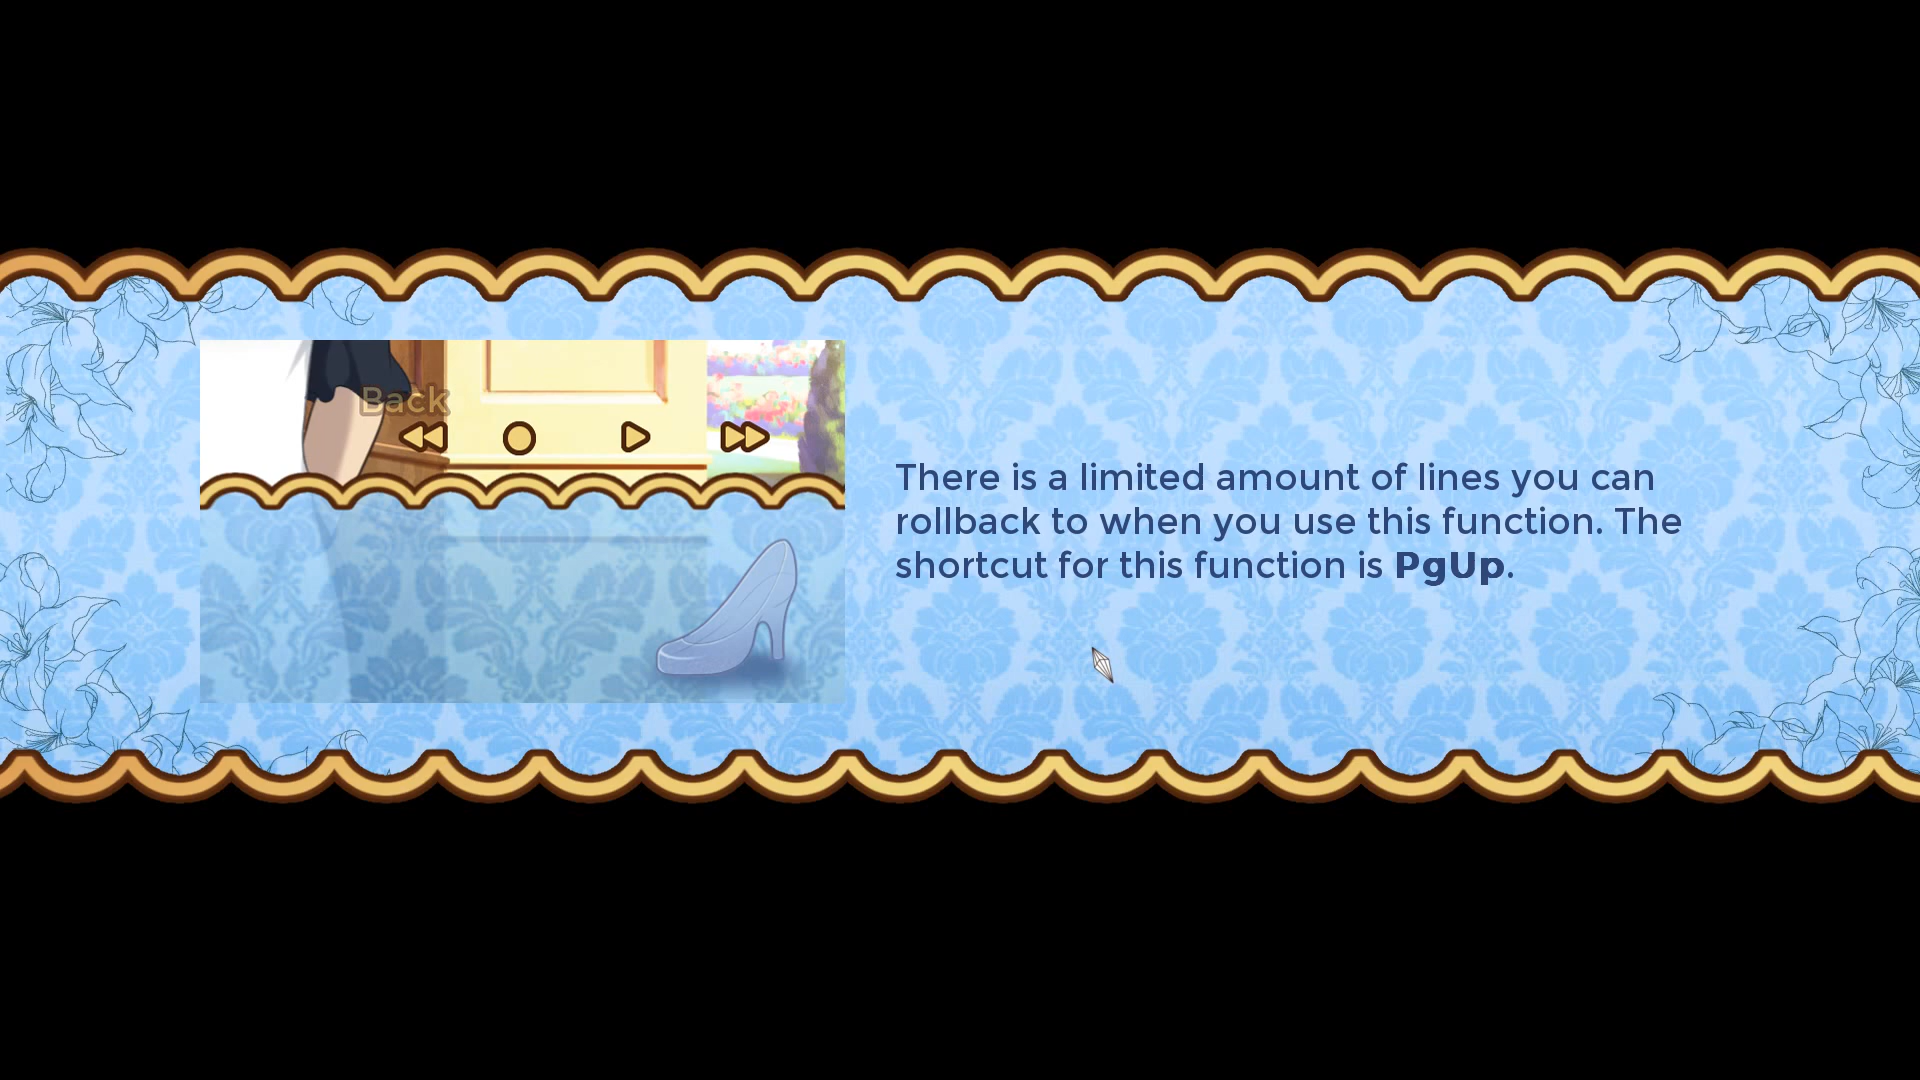 Back
There is a limited amount of lines you can
rollback to when you use this function. The
shortcut for this function is PgUp.